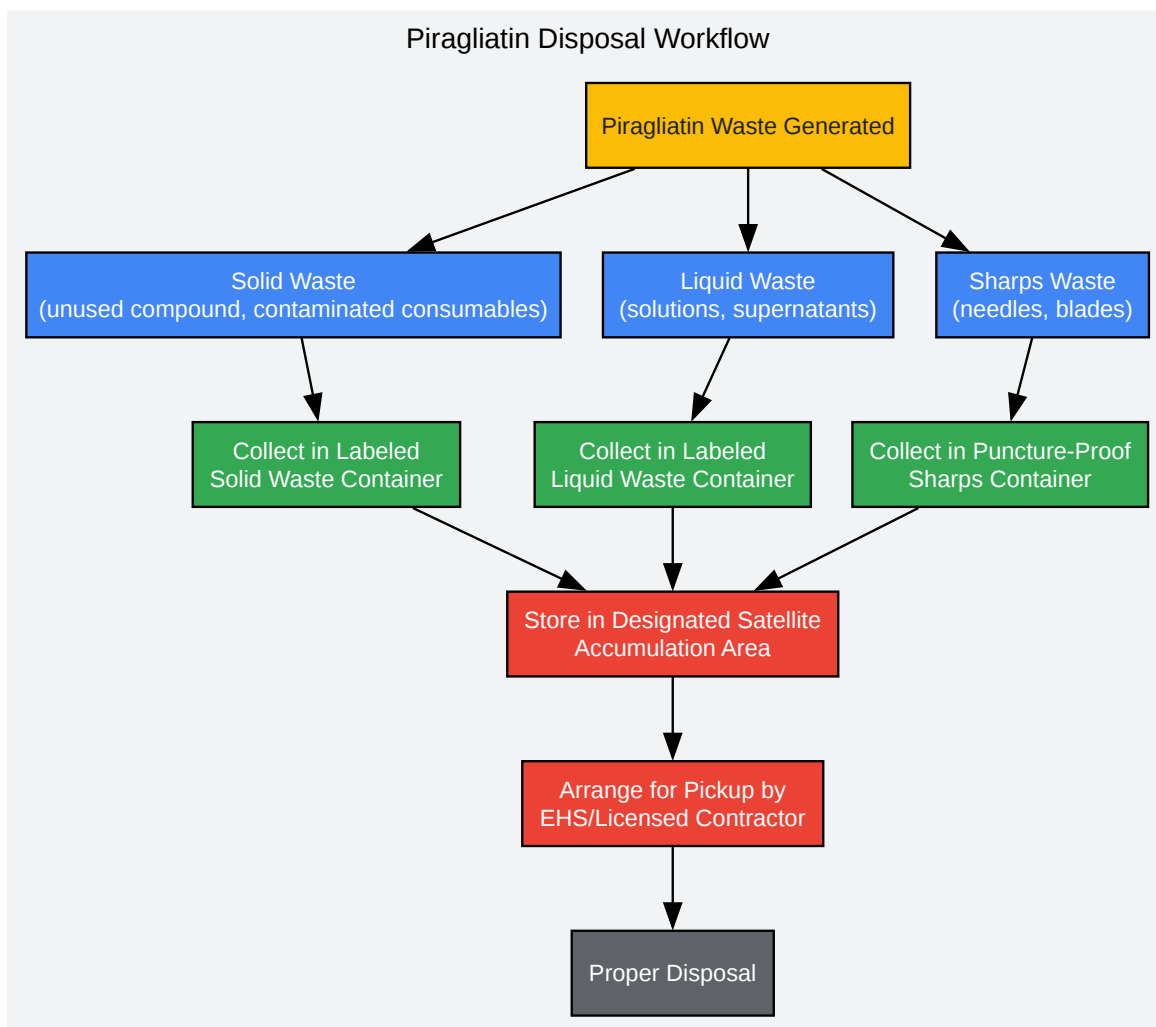 Piragliatin Disposal Workflow
Piragliatin Waste Generated
Solid Waste
(unused compound, contaminated consumables)
Liquid Waste
(solutions, supernatants)
Sharps Waste
(needles, blades)
Collect in Labeled
Solid Waste Container
Collect in Labeled
Liquid Waste Container
Collect in Puncture-Proof
Sharps Container
Store in Designated Satellite
Accumulation Area
Arrange for Pickup by
EHS/Licensed Contractor
Proper Disposal